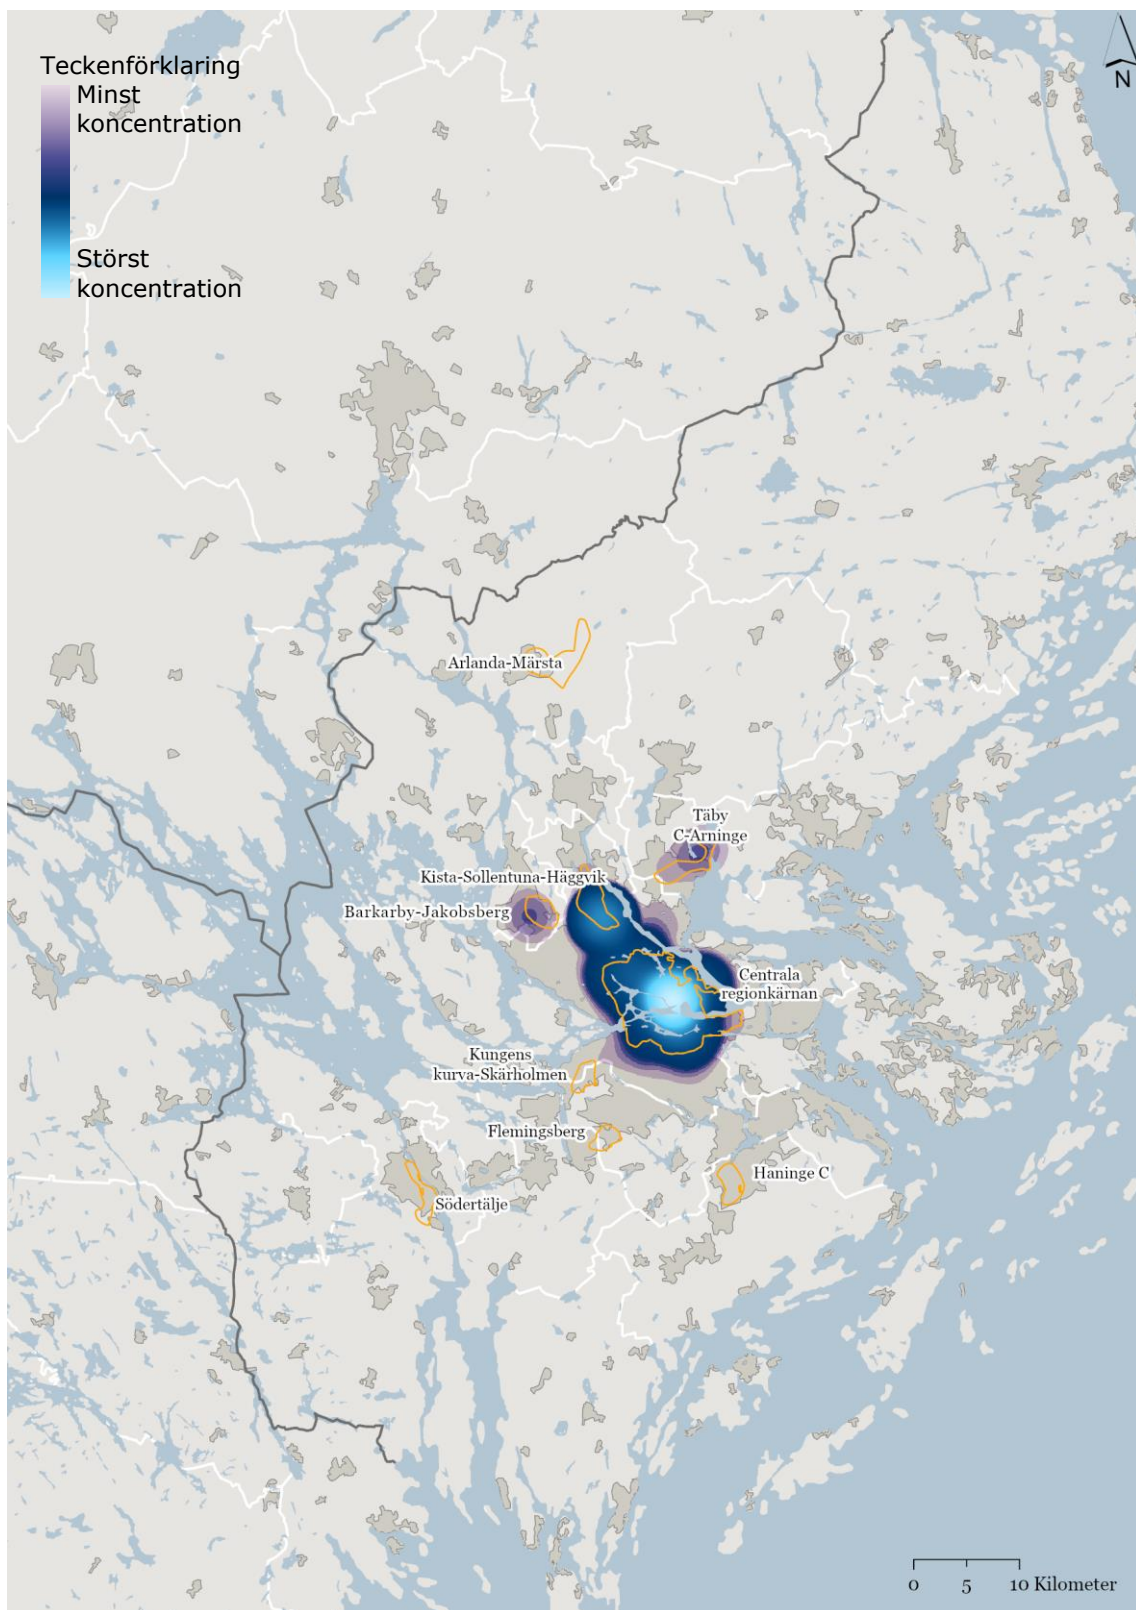 Teckenförklaring
Minst
koncentration
Störst
koncentration
N
Arlanda-Märsta
Täby
C-Arninge
Kista-Sollentuna-Häggvik
Barkarby-Jakobsberg
Centrala
regionkärnan
Kungens
kurva-Skärholmen
Flemingsberg
Haninge C
Södertälje
0 5 10 Kilometer